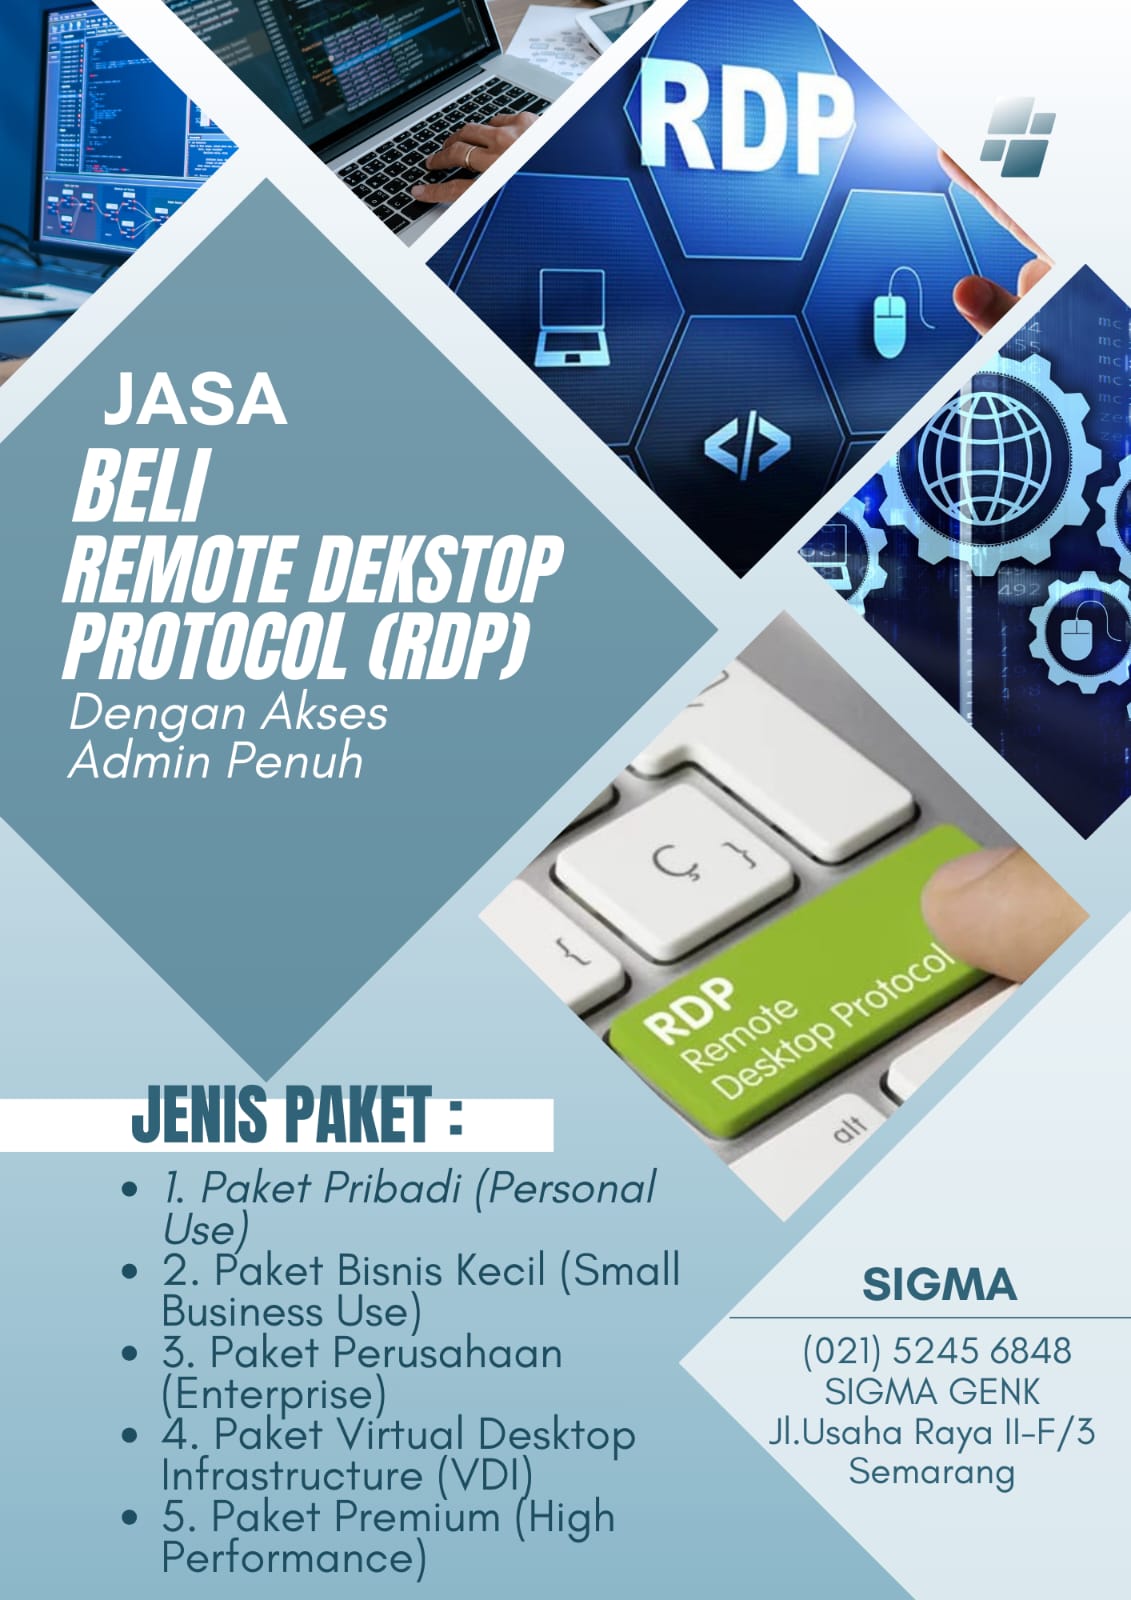 RDP
</>
JASA
BELI
REMOTE DEKSTOP
PROTOCOL (RDP)
Dengan Akses
Admin Penuh
Ç }
{
RDP
Remote
Desktop Protocol
alt
JENIS PAKET :
• 1. Paket Pribadi (Personal
Use)
• 2. Paket Bisnis Kecil (Small
Business Use)
• 3. Paket Perusahaan
(Enterprise)
• 4. Paket Virtual Desktop
Infrastructure (VDI)
• 5. Paket Premium (High
Performance)
SIGMA
(021) 5245 6848
SIGMA GENK
Jl.Usaha Raya II-F/3
Semarang